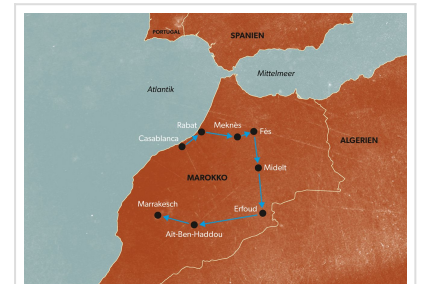 PORTUGAL
SPANIEN
Atlantik
Mittelmeer
Rabat
Meknès
Fès
Casablanca
ALGERIEN
Midelt
MAROKKO
Marrakesch
Erfoud
Ait-Ben-Haddou